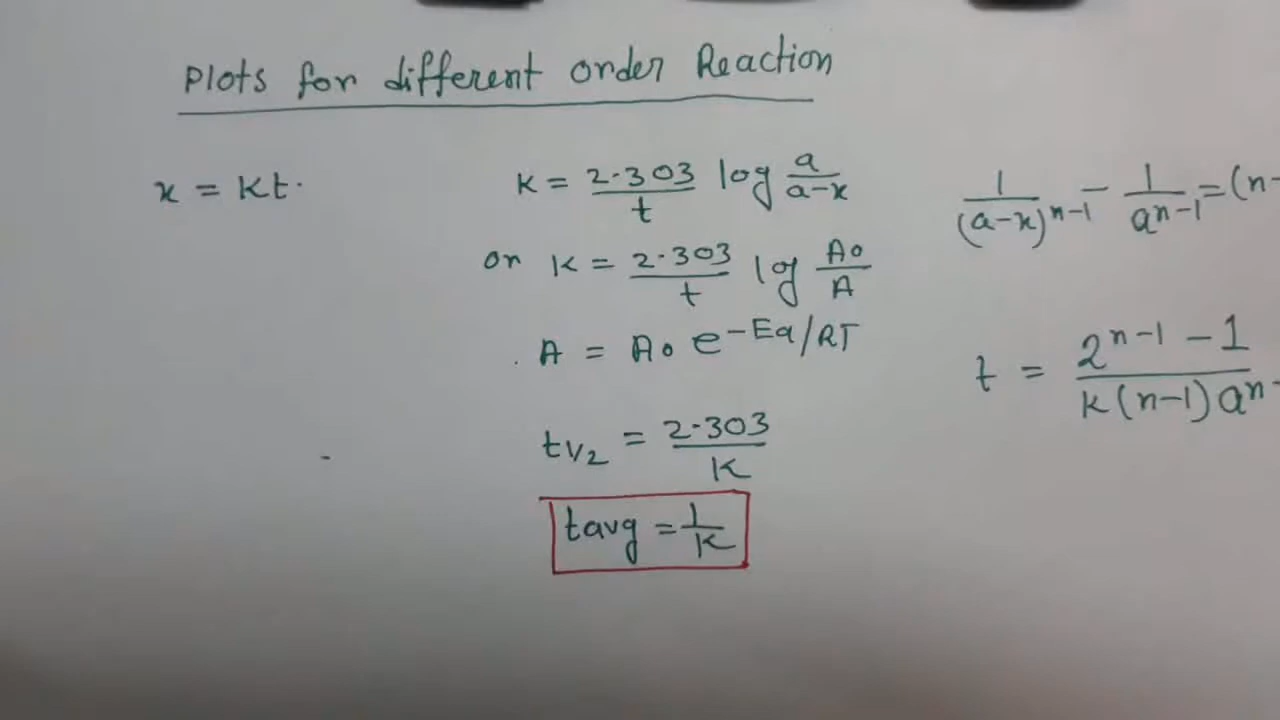 Plots for different order Reaction
x = Kt.
K = 2.303/t log a/a-x
or K = 2.303/t log A0/A
A = A0 e^-Ea/RT
t1/2 = 2.303/K
tavg = 1/K
1/(a-x)^n-1 - 1/a^n-1 = (n-
t = 2^n-1 - 1/K(n-1)a^n-